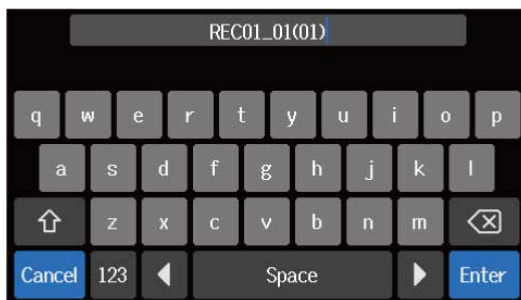 REC01_01(01)
q w e r t y u i o p
a s d f g h j k l
z x c v b n m
Cancel 123 Space Enter